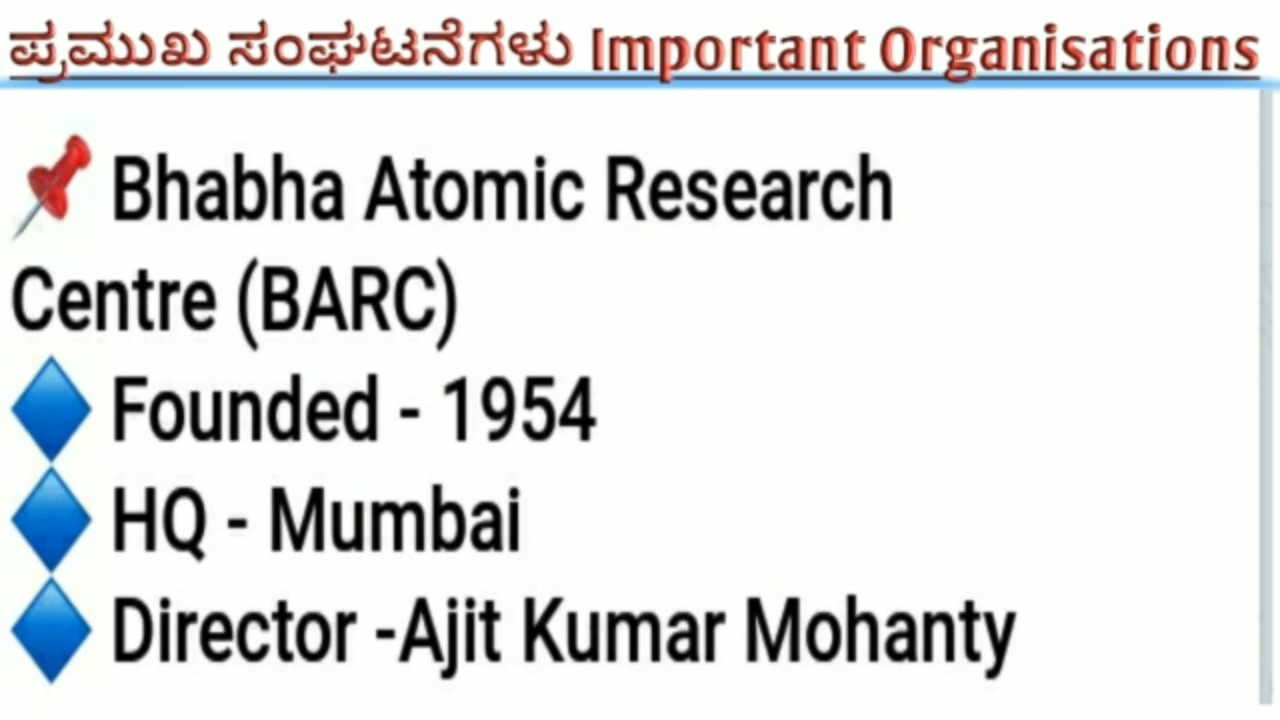 ಪ್ರಮುಖ ಸಂಘಟನೆಗಳು Important Organisations
📌 Bhabha Atomic Research
Centre (BARC)
🔷 Founded - 1954
🔷 HQ - Mumbai
🔷 Director -Ajit Kumar Mohanty